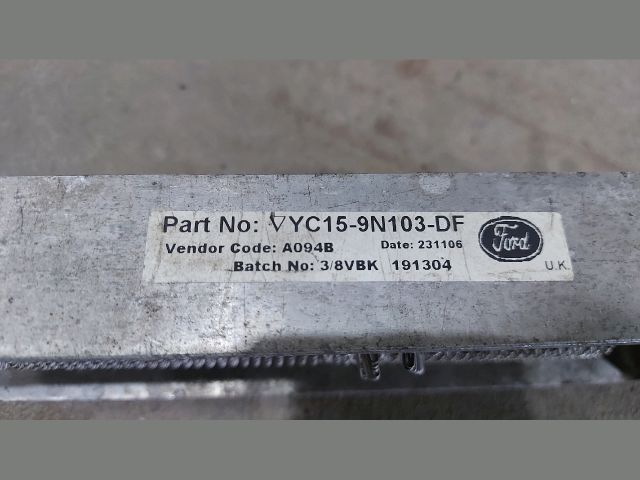 Part No: ▽YC15-9N103-DF
Vendor Code: A094B Date: 231106
Batch No: 3/8VBK 191304
Ford
U.K.